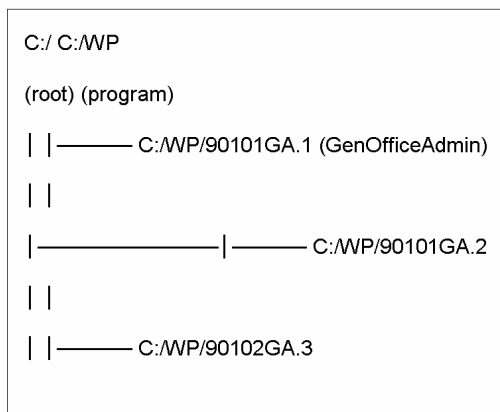 C:/ C:/WP
(root) (program)
| |——— C:/WP/90101GA.1 (GenOfficeAdmin)
| |
|———————|——— C:/WP/90101GA.2
| |
| |——— C:/WP/90102GA.3